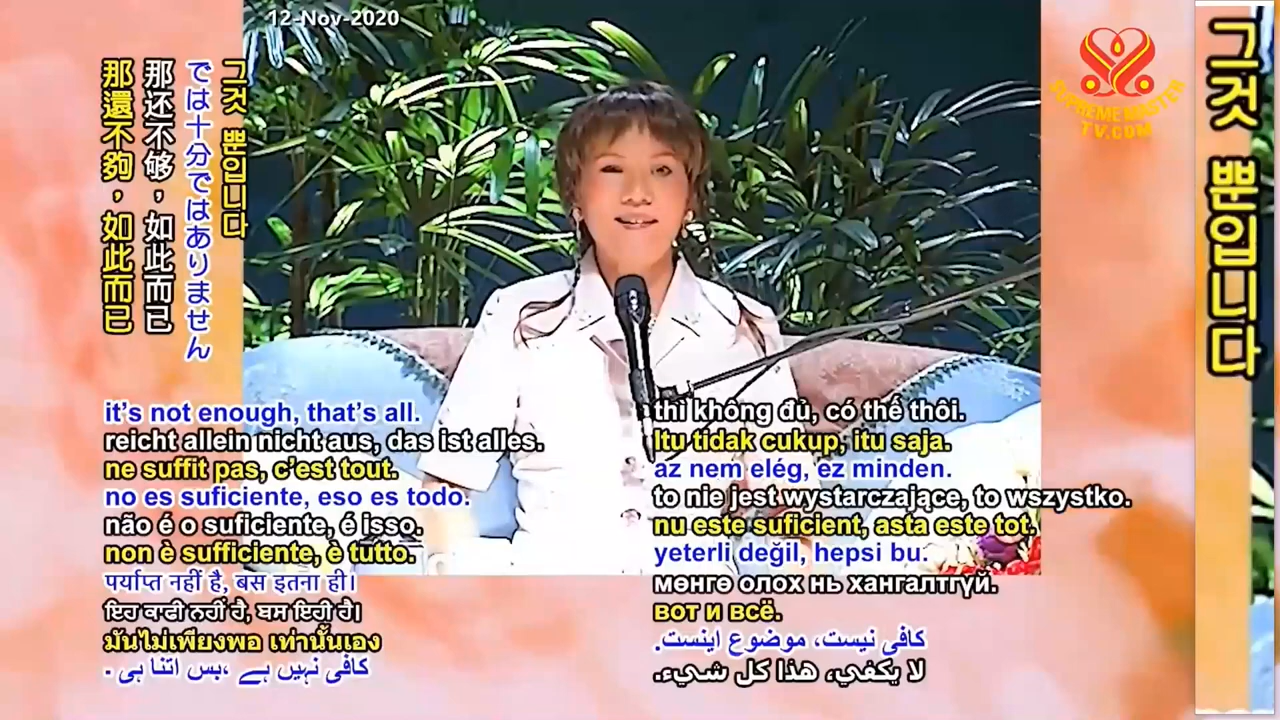 12-Nov-2020
SUPREME MASTER
TV.COM
그것 뿐입니다
では十分ではありません
那还不够，如此而已
那還不夠，如此而已
그것 뿐입니다
it's not enough, that's all.
reicht allein nicht aus, das ist alles.
ne suffit pas, c'est tout.
no es suficiente, eso es todo.
não é o suficiente, é isso.
non è sufficiente, è tutto.
पर्याप्त नहीं है, बस इतना ही।
ਇਹ ਕਾਫੀ ਨਹੀਂ ਹੈ, ਬਸ ਇਹੀ ਹੈ।
มันไม่เพียงพอ เท่านั้นเอง
کافی نہیں ہے ،بس اتنا ہی .
thì không đủ, có thế thôi.
Itu tidak cukup, itu saja.
az nem elég, ez minden.
to nie jest wystarczające, to wszystko.
nu este suficient, asta este tot.
yeterli değil, hepsi bu.
мөнгө олох нь хангалтгүй.
вот и всё.
کافی نیست، موضوع اینست.
لا يكفي، هذا كل شيء.